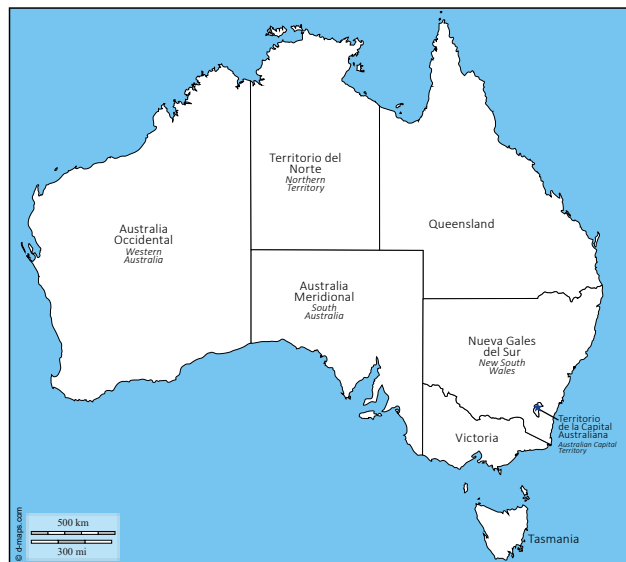 Territorio del
Norte
Northern
Territory
Queensland
Australia
Occidental
Western
Australia
Australia
Meridional
South
Australia
Nueva Gales
del Sur
New South
Wales
Territorio
de la Capital
Australiana
Australian Capital
Territory
Victoria
Tasmania
500 km
300 mi
© d-maps.com